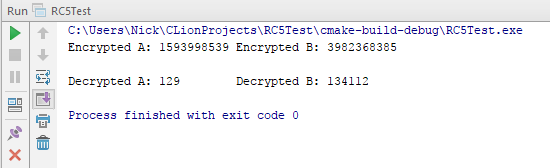 Run RC5Test
C:\Users\Nick\CLionProjects\RC5Test\cmake-build-debug\RC5Test.exe
Encrypted A: 1593998539 Encrypted B: 3982368385
Decrypted A: 129 Decrypted B: 134112
Process finished with exit code 0